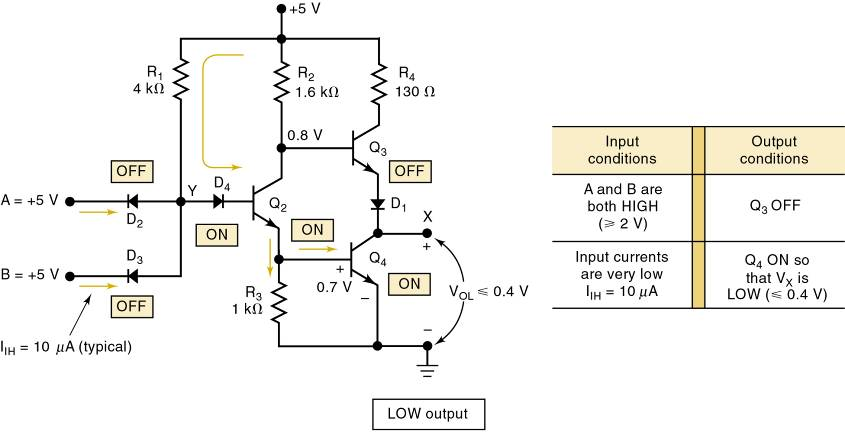 +5 V
R1
4 kΩ
R2
1.6 kΩ
R4
130 Ω
0.8 V
Q3
OFF
OFF
A = +5 V
D2
Y
D4
ON
Q2
D1
X
+
ON
Q4
+
0.7 V
–
ON
D3
B = +5 V
OFF
R3
1 kΩ
VOL ≤ 0.4 V
–
IIH = 10 μA (typical)
LOW output
Input conditions
Output conditions
A and B are
both HIGH
(≥ 2 V)
Q3 OFF
Input currents
are very low
IIH = 10 μA
Q4 ON so
that VX is
LOW (≤ 0.4 V)